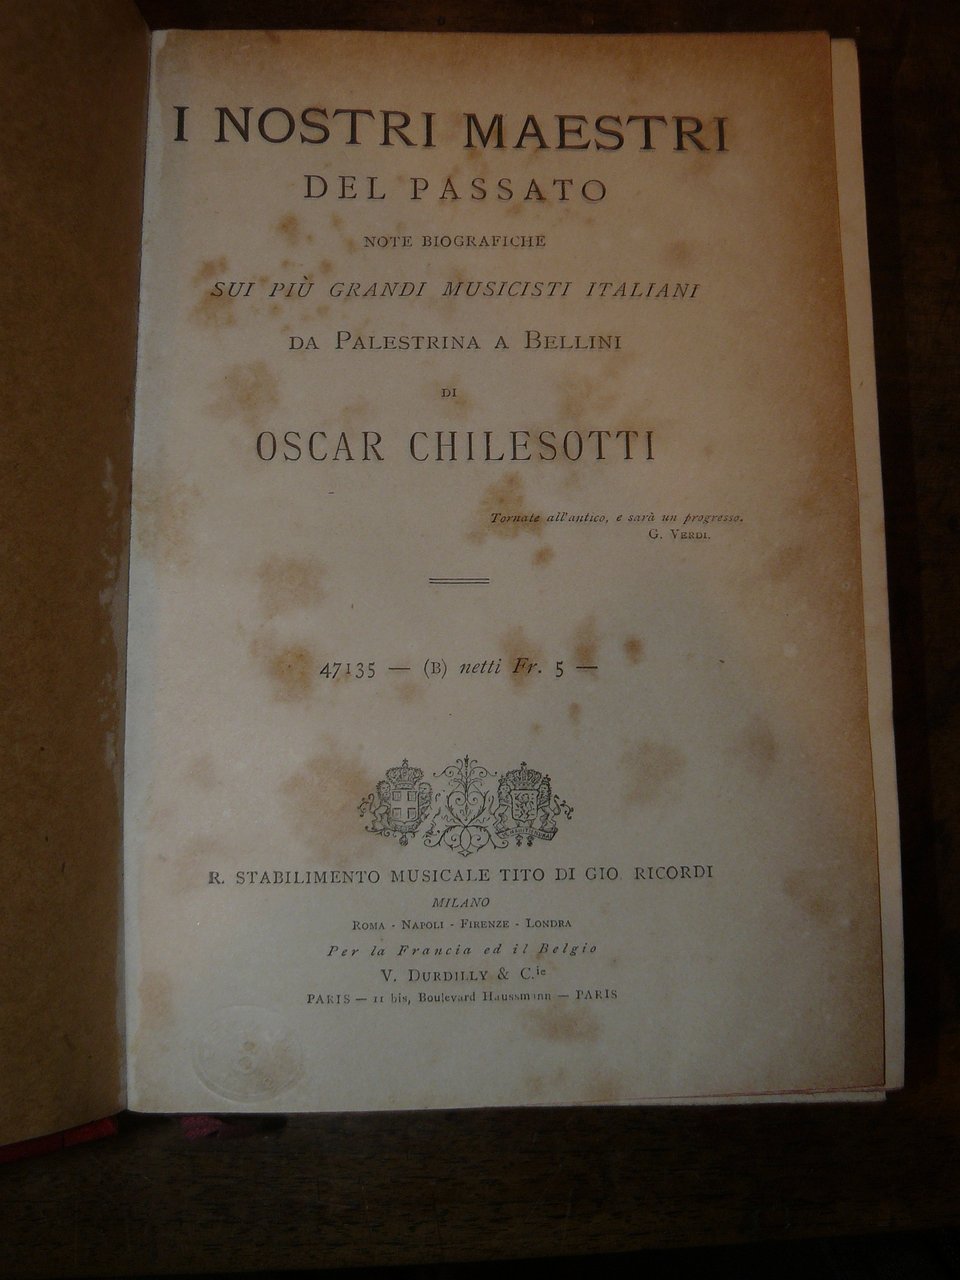 I NOSTRI MAESTRI
DEL PASSATO
NOTE BIOGRAFICHE
SUI PIÙ GRANDI MUSICISTI ITALIANI
DA PALESTRINA A BELLINI
DI
OSCAR CHILESOTTI
Tornate all'antico, e sarà un progresso.
G. VERDI.
47135 — (B) netti Fr. 5 —
R. STABILIMENTO MUSICALE TITO DI GIO. RICORDI
MILANO
ROMA - NAPOLI - FIRENZE - LONDRA
Per la Francia ed il Belgio
V. DURDILLY & C.ie
PARIS — 11 bis, Boulevard Haussmann — PARIS